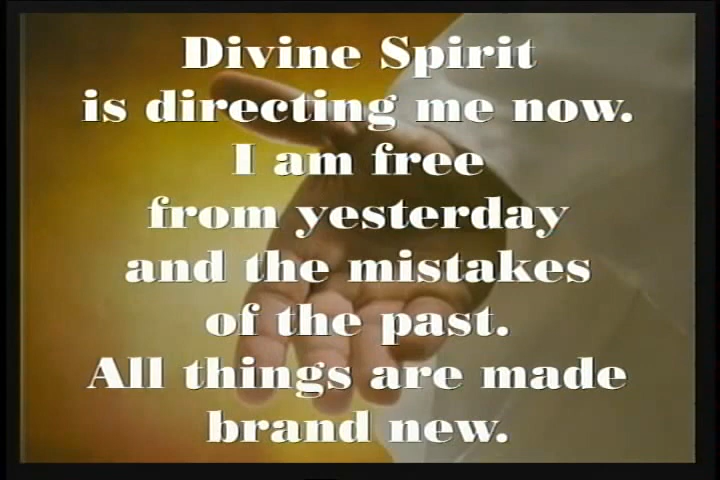 Divine Spirit
is directing me now.
I am free
from yesterday
and the mistakes
of the past.
All things are made
brand new.